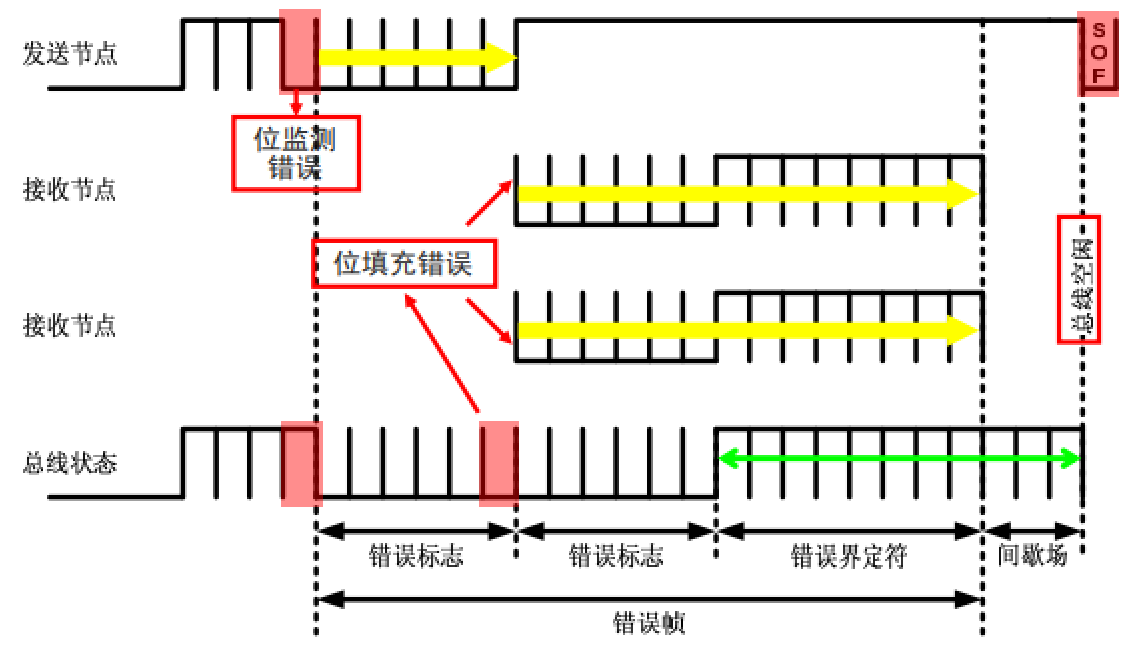 发送节点
SOF
位监测
错误
接收节点
位填充错误
总线空闲
接收节点
总线状态
错误标志
错误标志
错误界定符
间歇场
错误帧